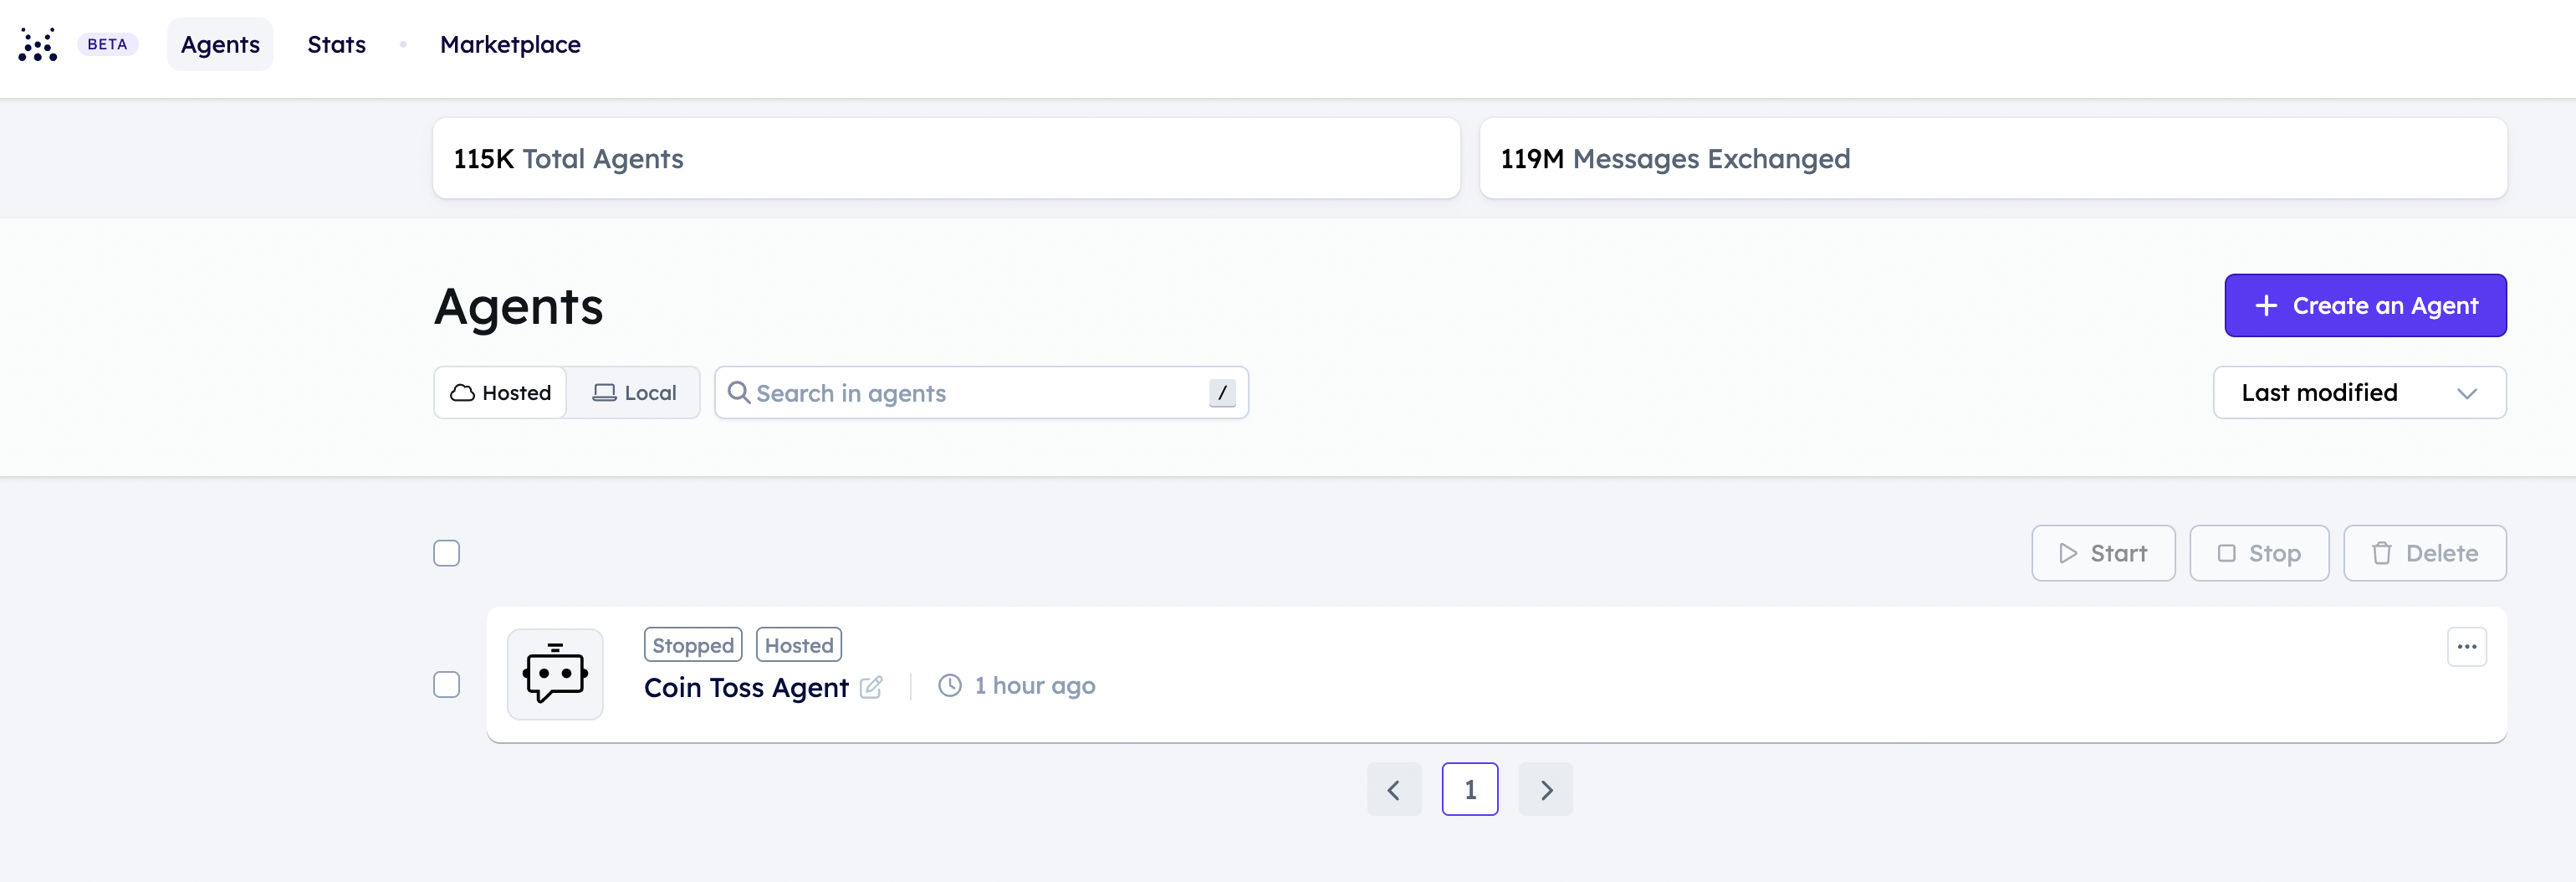 BETA Agents Stats Marketplace
115K Total Agents 119M Messages Exchanged
Agents + Create an Agent
Hosted Local Search in agents / Last modified
Start Stop Delete
Stopped Hosted
Coin Toss Agent 1 hour ago
1